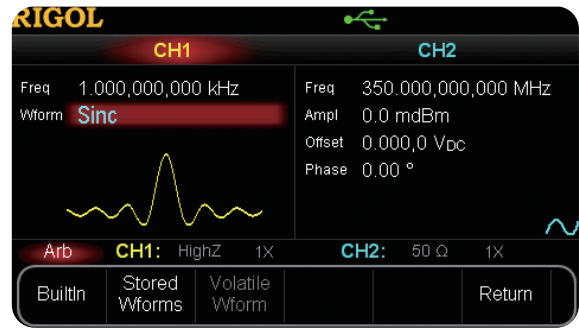 RIGOL
CH1 CH2
Freq 1.000,000,000 kHz
Wform Sinc
Freq 350.000,000,000 MHz
Ampl 0.0 mdBm
Offset 0.000,0 VDC
Phase 0.00 °
Arb CH1: HighZ 1X CH2: 50 Ω 1X
BuiltIn Stored Wforms Volatile Wform Return